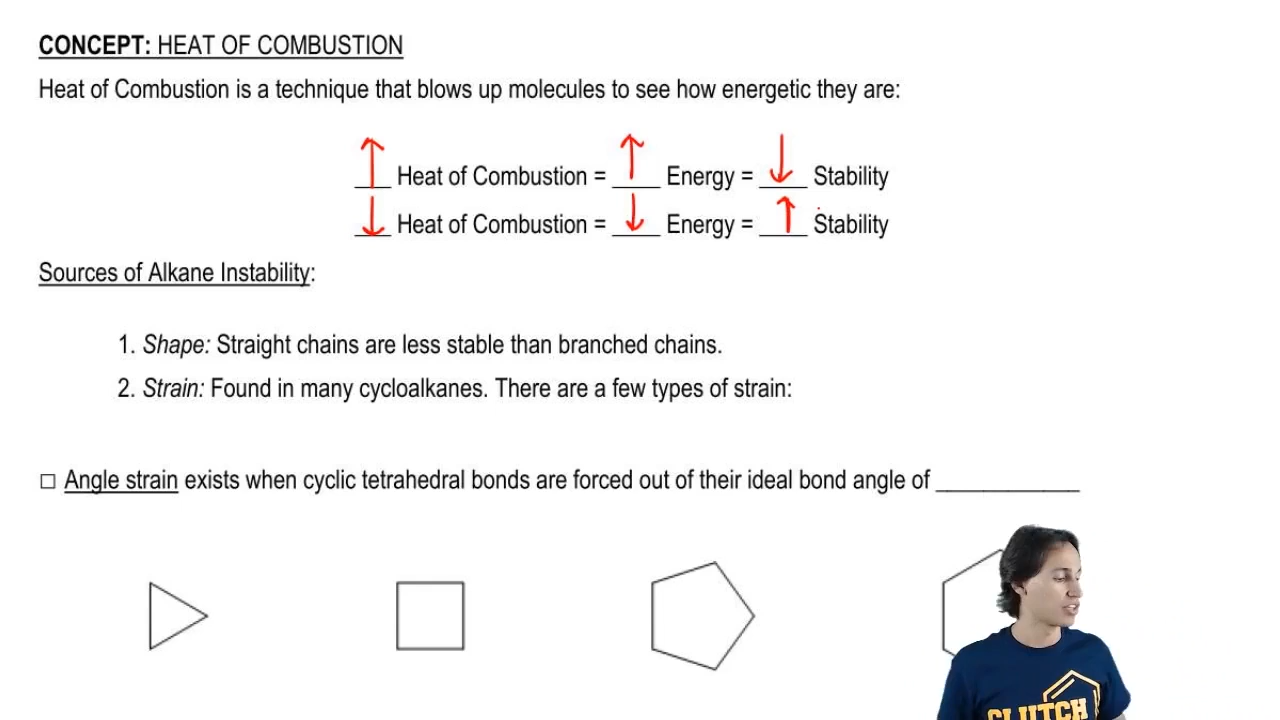 CONCEPT: HEAT OF COMBUSTION
Heat of Combustion is a technique that blows up molecules to see how energetic they are:
↑ Heat of Combustion = ↑ Energy = ↓ Stability
↓ Heat of Combustion = ↓ Energy = ↑ Stability
Sources of Alkane Instability:
1. Shape: Straight chains are less stable than branched chains.
2. Strain: Found in many cycloalkanes. There are a few types of strain:
□ Angle strain exists when cyclic tetrahedral bonds are forced out of their ideal bond angle of ____________
CLUTCH